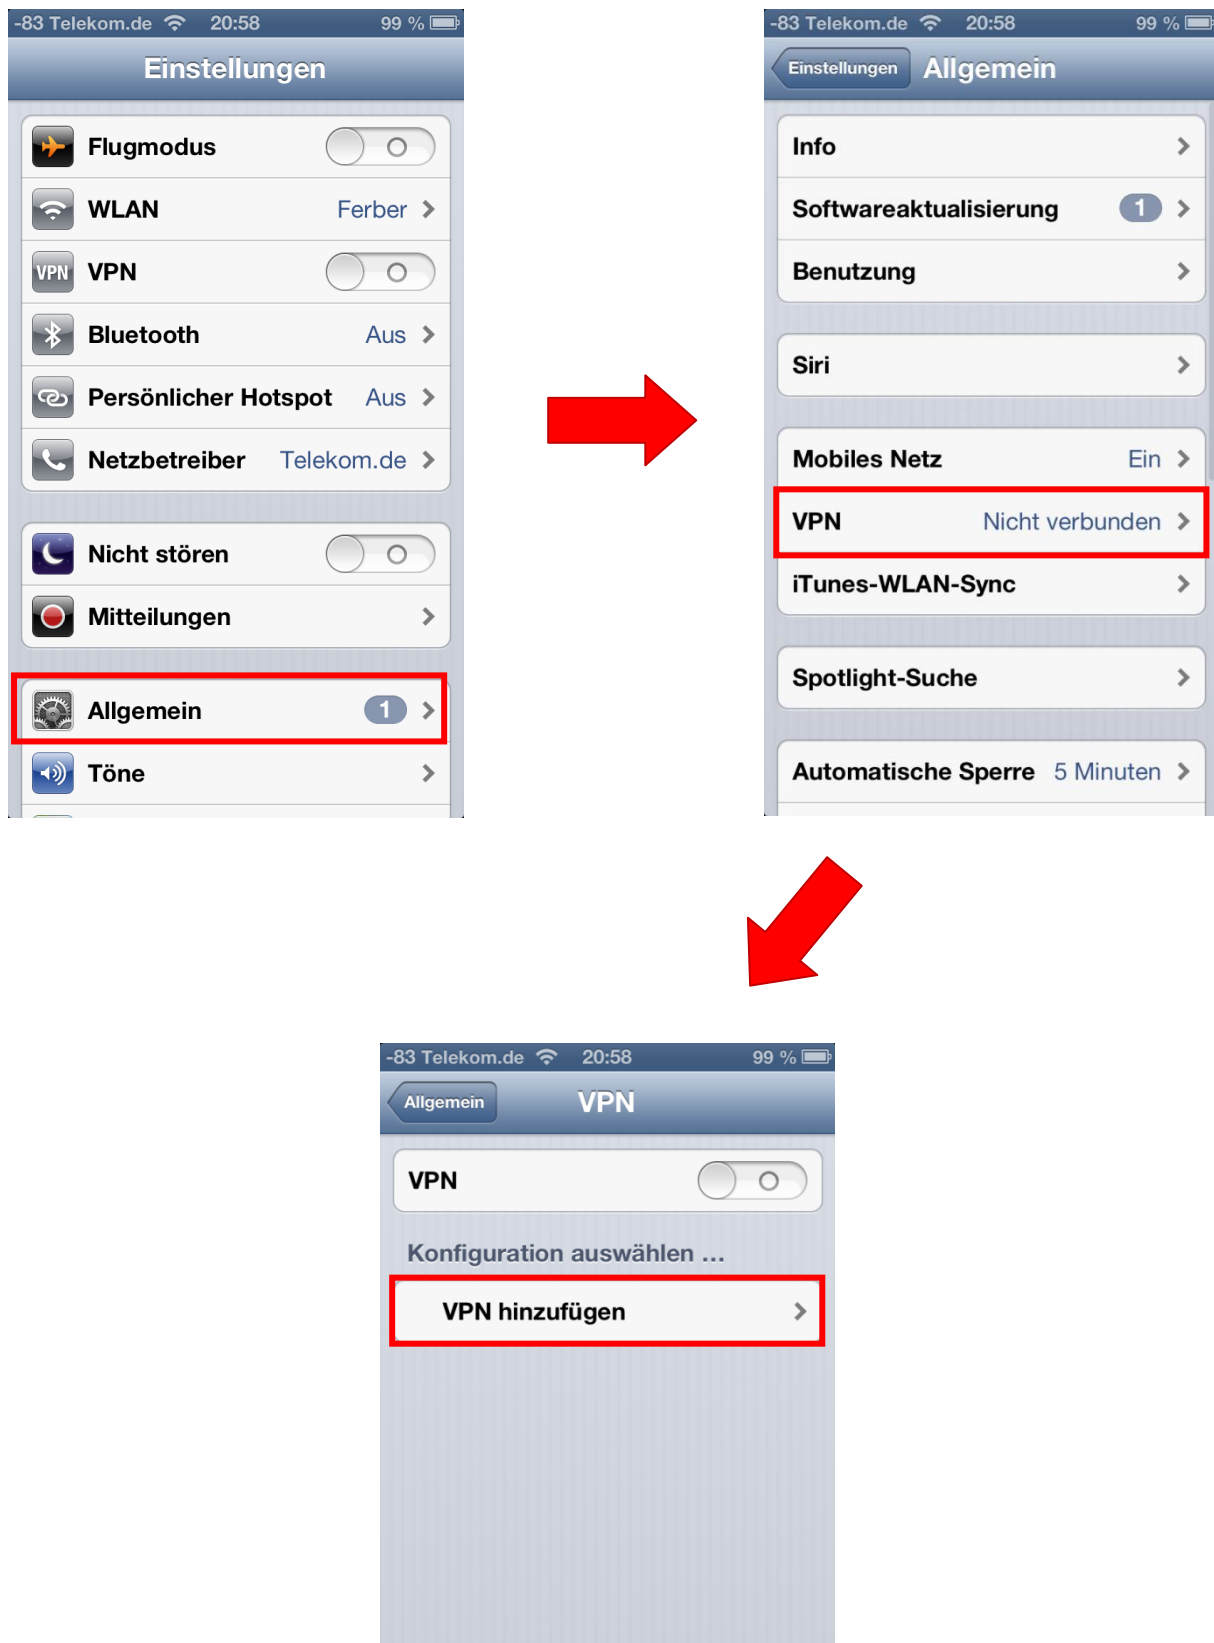 -83 Telekom.de 20:58 99 %
Einstellungen
Flugmodus
WLAN Ferber
VPN VPN
Bluetooth Aus
Persönlicher Hotspot Aus
Netzbetreiber Telekom.de
Nicht stören
Mitteilungen
Allgemein 1
Töne
-83 Telekom.de 20:58 99 %
Einstellungen Allgemein
Info
Softwareaktualisierung 1
Benutzung
Siri
Mobiles Netz Ein
VPN Nicht verbunden
iTunes-WLAN-Sync
Spotlight-Suche
Automatische Sperre 5 Minuten
-83 Telekom.de 20:58 99 %
Allgemein VPN
VPN
Konfiguration auswählen ...
VPN hinzufügen